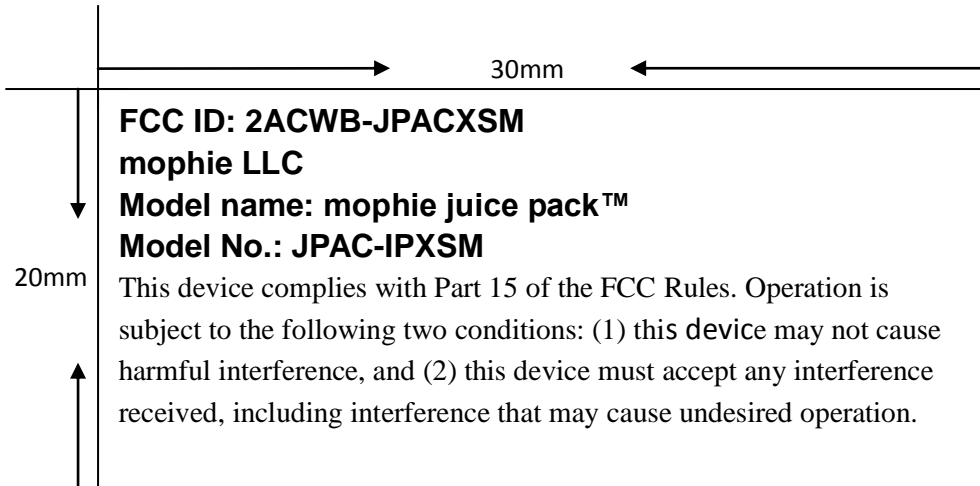 30mm
FCC ID: 2ACWB-JPACXSM
mophie LLC
Model name: mophie juice pack™
Model No.: JPAC-IPXSM
20mm
This device complies with Part 15 of the FCC Rules. Operation is
subject to the following two conditions: (1) this device may not cause
harmful interference, and (2) this device must accept any interference
received, including interference that may cause undesired operation.